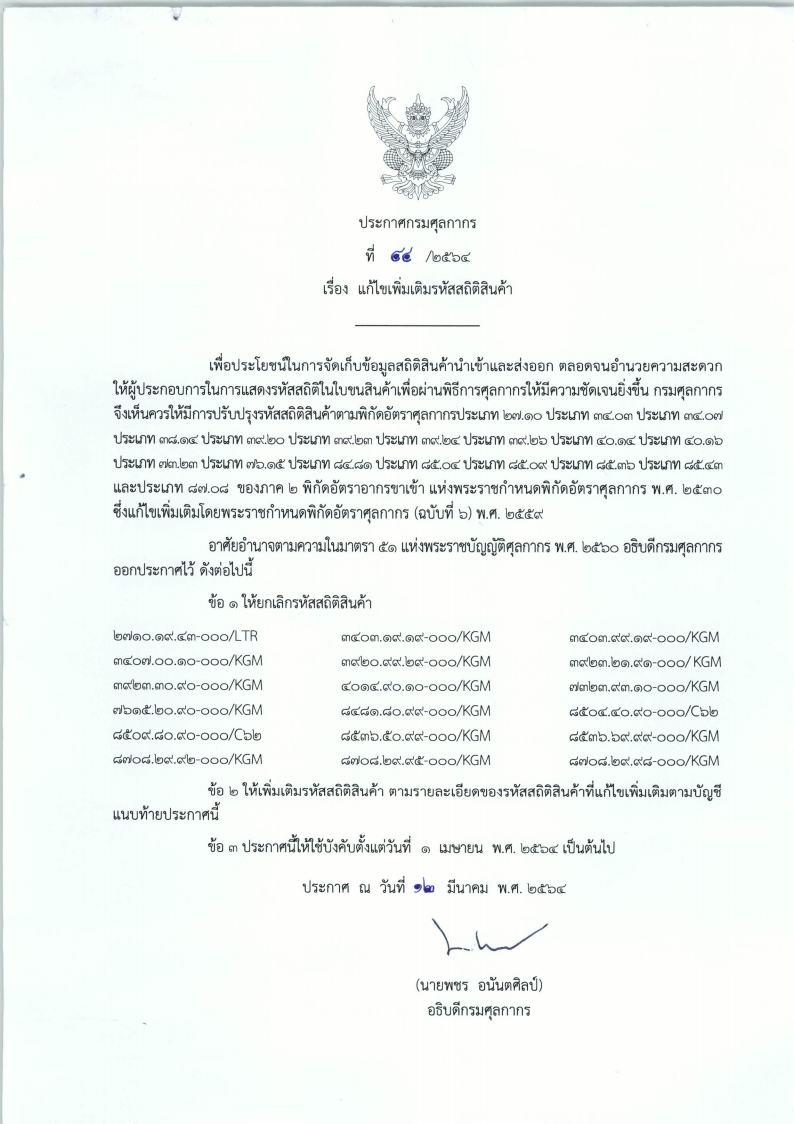 ประกาศกรมศุลกากร
ที่ ๔๔ /๒๕๖๔
เรื่อง แก้ไขเพิ่มเติมรหัสสถิติสินค้า
เพื่อประโยชน์ในการจัดเก็บข้อมูลสถิติสินค้านำเข้าและส่งออก ตลอดจนอำนวยความสะดวก
ให้ผู้ประกอบการในการแสดงรหัสสถิติในใบขนสินค้าเพื่อผ่านพิธีการศุลกากรให้มีความชัดเจนยิ่งขึ้น กรมศุลกากร
จึงเห็นควรให้มีการปรับปรุงรหัสสถิติสินค้าตามพิกัดอัตราศุลกากรประเภท ๒๗.๑๐ ประเภท ๓๔.๐๓ ประเภท ๓๔.๐๗
ประเภท ๓๘.๑๔ ประเภท ๓๙.๒๐ ประเภท ๓๙.๒๓ ประเภท ๓๙.๒๔ ประเภท ๓๙.๒๖ ประเภท ๔๐.๑๔ ประเภท ๔๐.๑๖
ประเภท ๗๓.๒๓ ประเภท ๗๖.๑๕ ประเภท ๘๔.๘๑ ประเภท ๘๕.๐๔ ประเภท ๘๕.๐๙ ประเภท ๘๕.๓๖ ประเภท ๘๕.๔๓
และประเภท ๘๗.๐๘ ของภาค ๒ พิกัดอัตราอากรขาเข้า แห่งพระราชกำหนดพิกัดอัตราศุลกากร พ.ศ. ๒๕๓๐
ซึ่งแก้ไขเพิ่มเติมโดยพระราชกำหนดพิกัดอัตราศุลกากร (ฉบับที่ ๖) พ.ศ. ๒๕๕๙
อาศัยอำนาจตามความในมาตรา ๕๑ แห่งพระราชบัญญัติศุลกากร พ.ศ. ๒๕๖๐ อธิบดีกรมศุลกากร
ออกประกาศไว้ ดังต่อไปนี้
ข้อ ๑ ให้ยกเลิกรหัสสถิติสินค้า
๒๗๑๐.๑๙.๔๓-๐๐๐/LTR ๓๔๐๓.๑๙.๑๙-๐๐๐/KGM ๓๔๐๓.๙๙.๑๙-๐๐๐/KGM
๓๔๐๗.๐๐.๑๐-๐๐๐/KGM ๓๙๒๐.๙๙.๒๙-๐๐๐/KGM ๓๙๒๓.๒๑.๙๑-๐๐๐/ KGM
๓๙๒๓.๓๐.๙๐-๐๐๐/KGM ๔๐๑๔.๙๐.๑๐-๐๐๐/KGM ๗๓๒๓.๙๓.๑๐-๐๐๐/KGM
๗๖๑๕.๒๐.๙๐-๐๐๐/KGM ๘๔๘๑.๘๐.๙๙-๐๐๐/KGM ๘๕๐๔.๔๐.๙๐-๐๐๐/C๖๒
๘๕๐๙.๘๐.๙๐-๐๐๐/C๖๒ ๘๕๓๖.๕๐.๙๙-๐๐๐/KGM ๘๕๓๖.๖๙.๙๙-๐๐๐/KGM
๘๗๐๘.๒๙.๙๒-๐๐๐/KGM ๘๗๐๘.๒๙.๙๕-๐๐๐/KGM ๘๗๐๘.๒๙.๙๘-๐๐๐/KGM
ข้อ ๒ ให้เพิ่มเติมรหัสสถิติสินค้า ตามรายละเอียดของรหัสสถิติสินค้าที่แก้ไขเพิ่มเติมตามบัญชี
แนบท้ายประกาศนี้
ข้อ ๓ ประกาศนี้ให้ใช้บังคับตั้งแต่วันที่ ๑ เมษายน พ.ศ. ๒๕๖๔ เป็นต้นไป
ประกาศ ณ วันที่ ๑๒ มีนาคม พ.ศ. ๒๕๖๔
(นายพชร อนันตศิลป์)
อธิบดีกรมศุลกากร